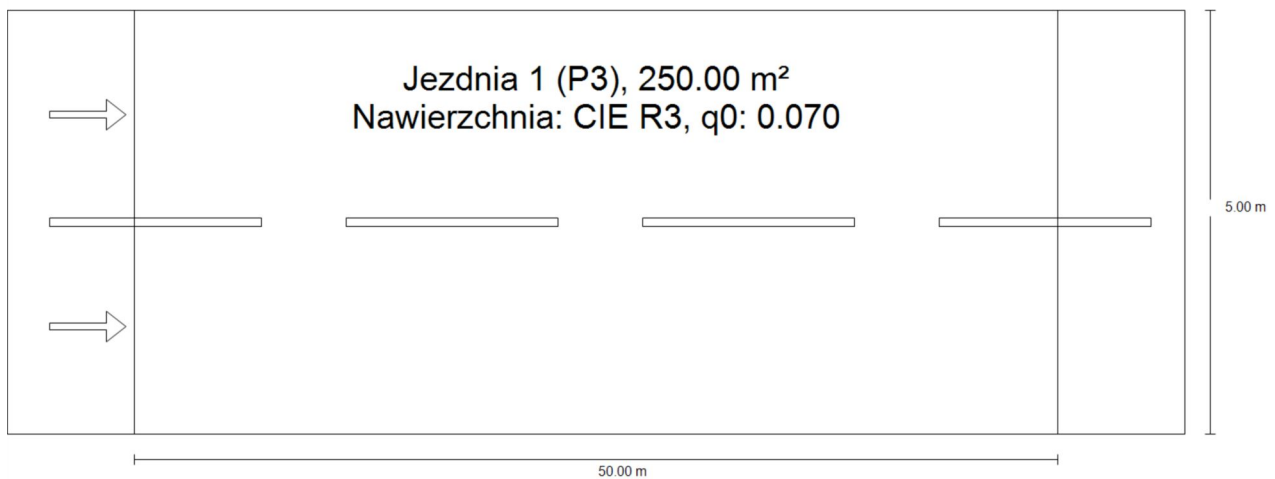 Jezdnia 1 (P3), 250.00 m²
Nawierzchnia: CIE R3, q0: 0.070
5.00 m
50.00 m